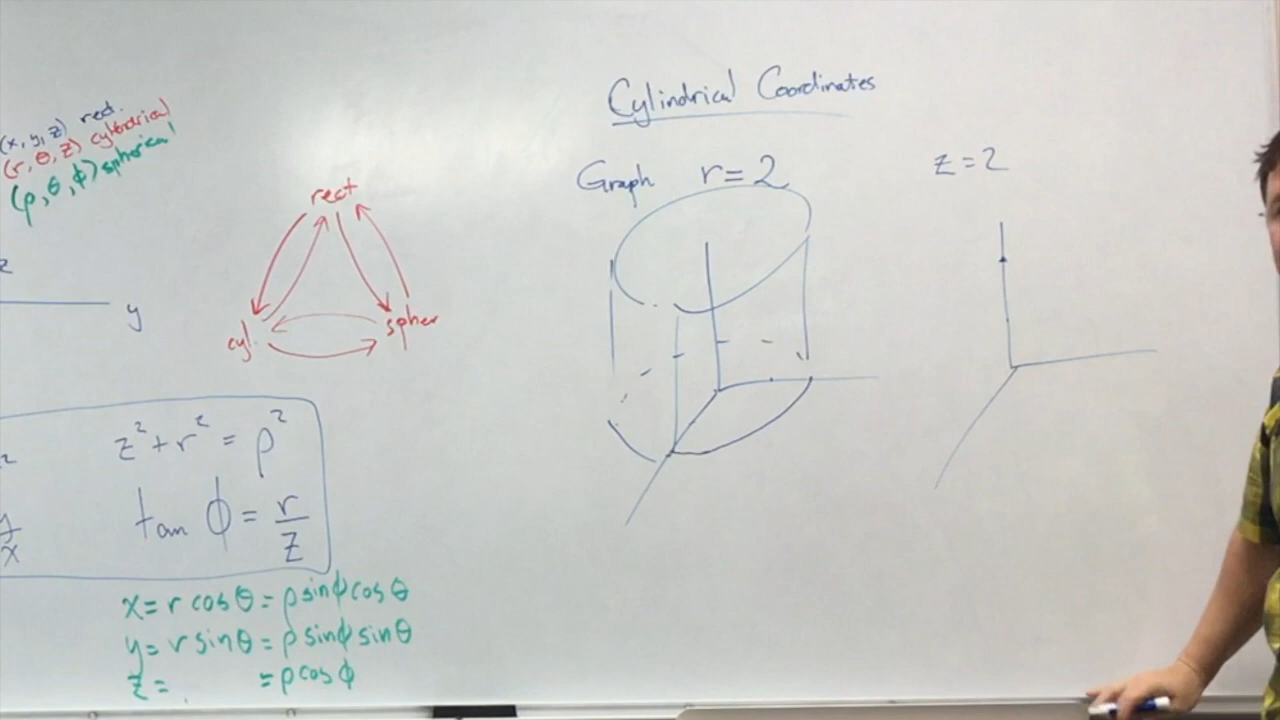 (x, y, z) rect.
(r, θ, z) cylindrical
(ρ, θ, ϕ) spherical
z
y
rect
cyl.
spher
2
y/x
z² + r² = ρ²
tan ϕ = r/z
x = r cos θ = ρ sin ϕ cos θ
y = r sin θ = ρ sin ϕ sin θ
z = = ρ cos ϕ
Cylindrical Coordinates
Graph r = 2
z = 2